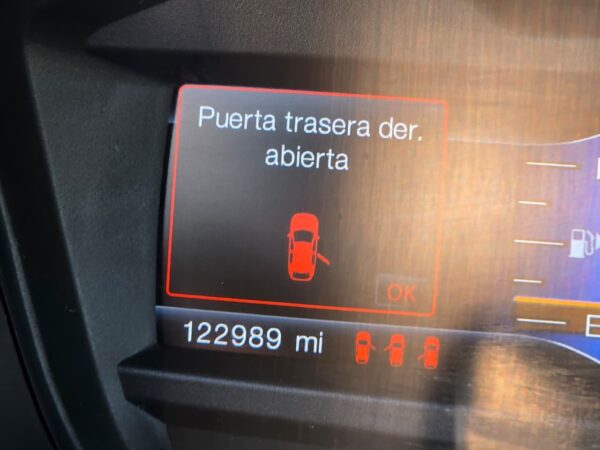 Puerta trasera der.
abierta
OK
122989 mi
E